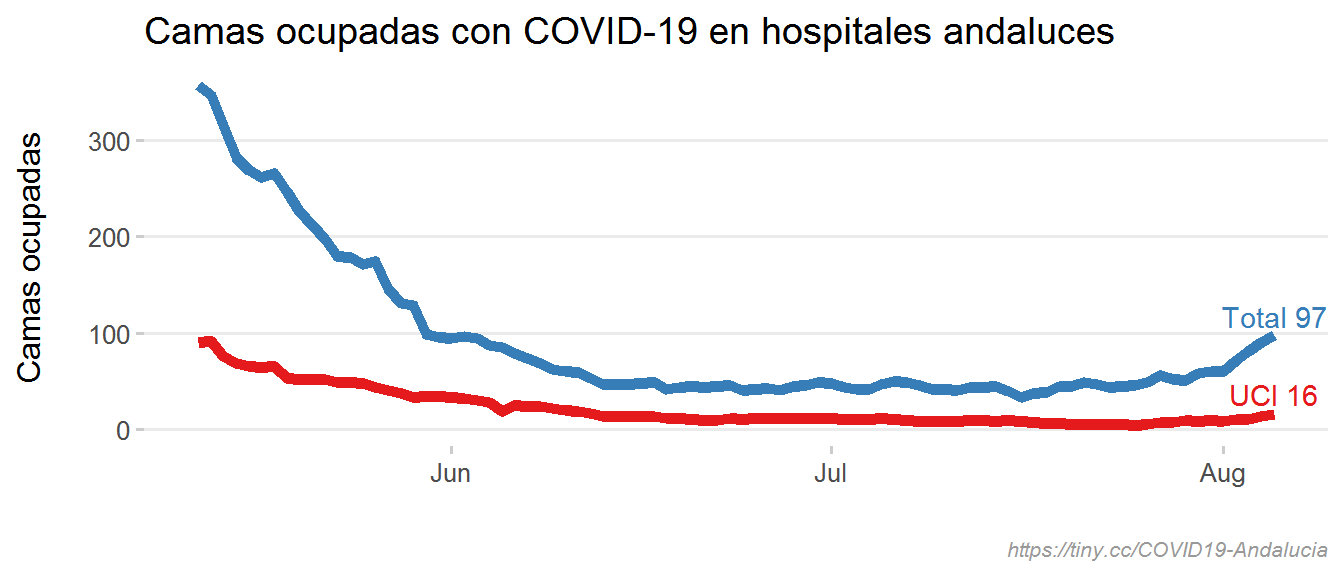 Camas ocupadas con COVID-19 en hospitales andaluces
Camas ocupadas
300
200
100
0
Total 97
UCI 16
Jun
Jul
Aug
https://tiny.cc/COVID19-Andalucia